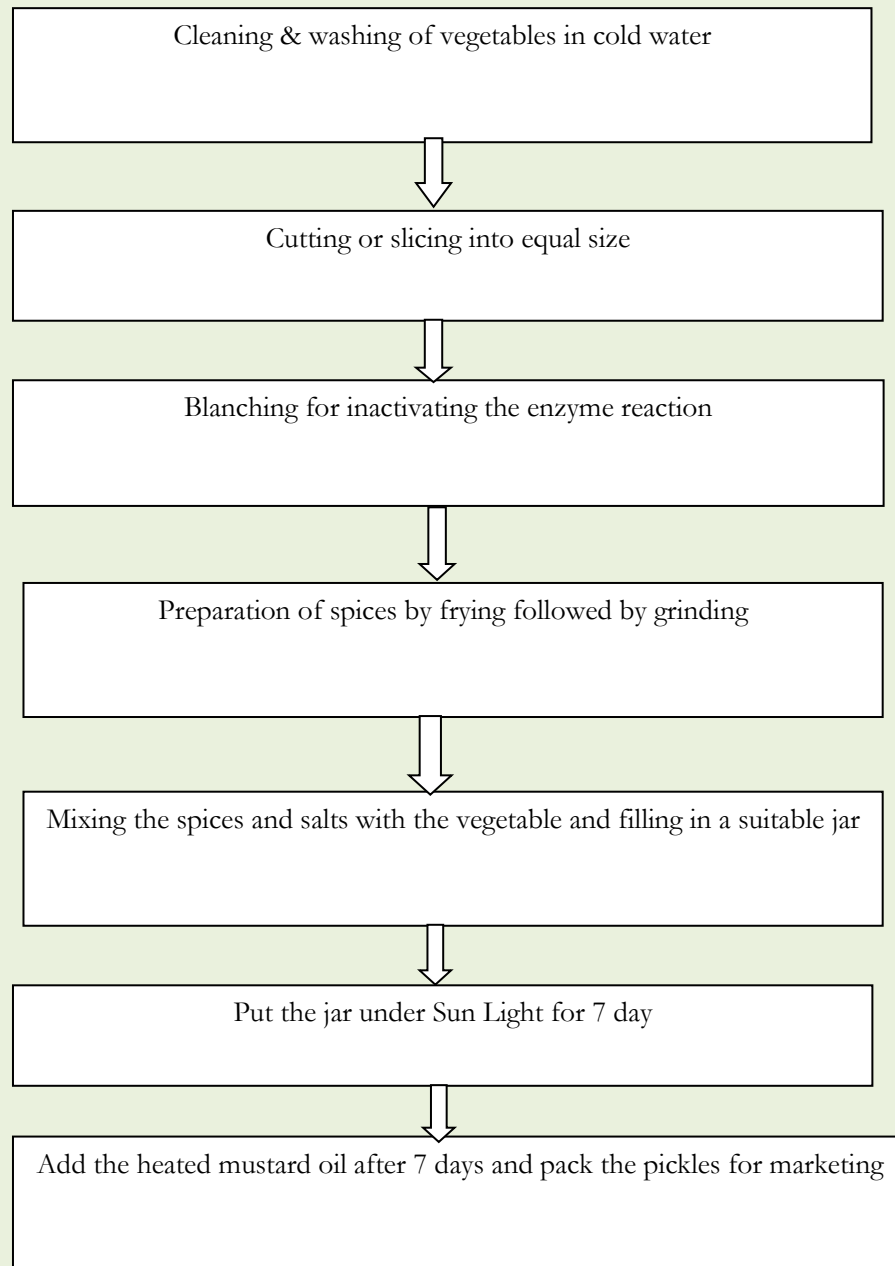 Cleaning & washing of vegetables in cold water
Cutting or slicing into equal size
Blanching for inactivating the enzyme reaction
Preparation of spices by frying followed by grinding
Mixing the spices and salts with the vegetable and filling in a suitable jar
Put the jar under Sun Light for 7 day
Add the heated mustard oil after 7 days and pack the pickles for marketing